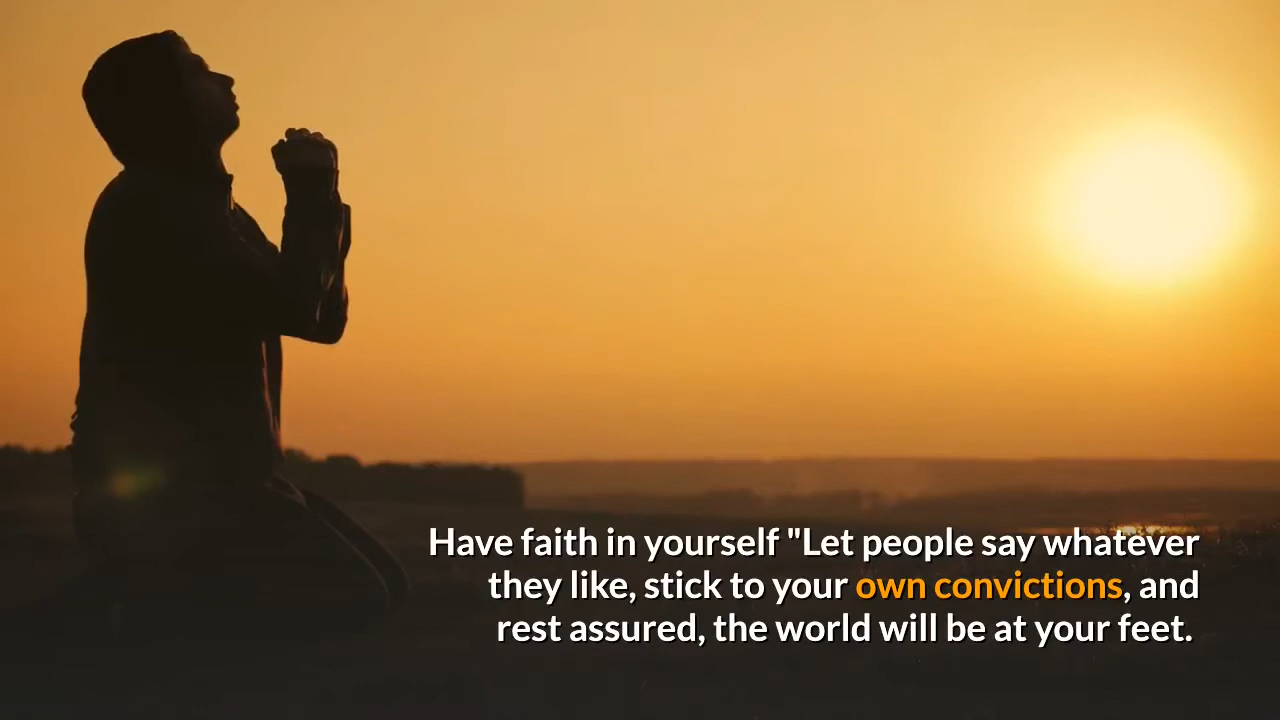 Have faith in yourself "Let people say whatever
they like, stick to your own convictions, and
rest assured, the world will be at your feet.